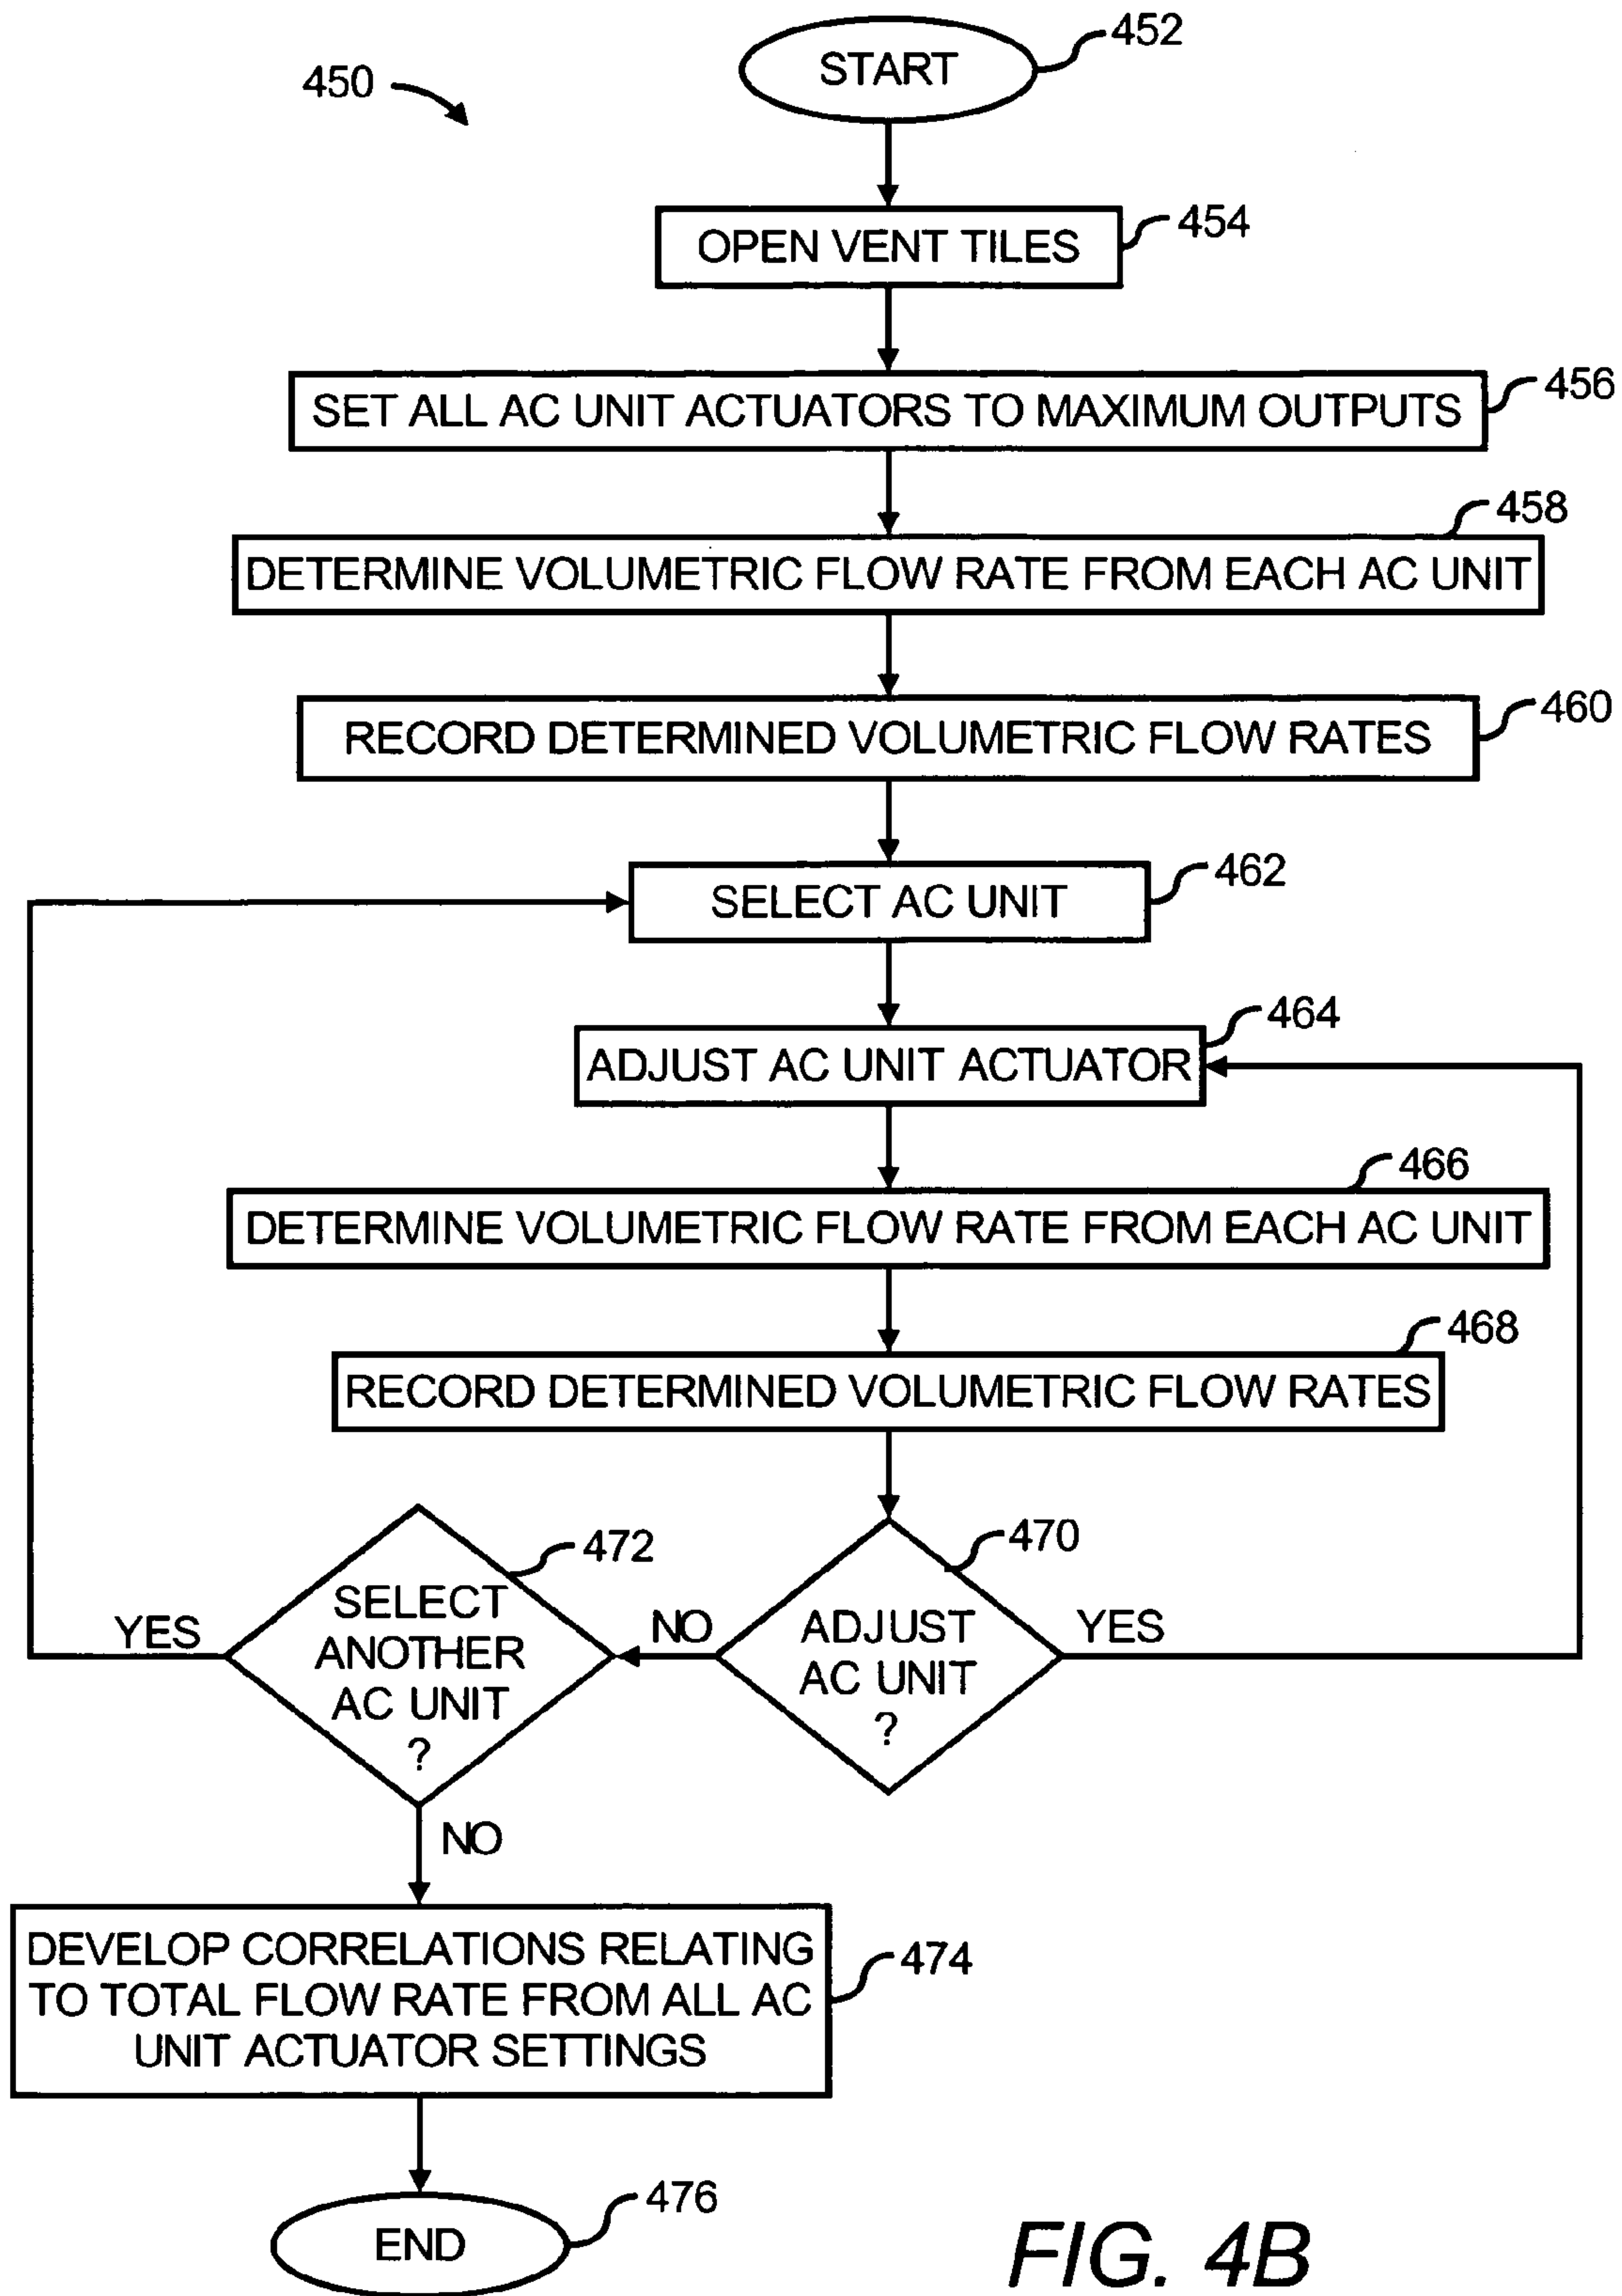 450
START
452
OPEN VENT TILES
454
SET ALL AC UNIT ACTUATORS TO MAXIMUM OUTPUTS
456
458
DETERMINE VOLUMETRIC FLOW RATE FROM EACH AC UNIT
RECORD DETERMINED VOLUMETRIC FLOW RATES
460
SELECT AC UNIT
462
464
ADJUST AC UNIT ACTUATOR
466
DETERMINE VOLUMETRIC FLOW RATE FROM EACH AC UNIT
468
RECORD DETERMINED VOLUMETRIC FLOW RATES
470
ADJUST
AC UNIT
?
YES
NO
472
SELECT
ANOTHER
AC UNIT
?
YES
NO
DEVELOP CORRELATIONS RELATING
TO TOTAL FLOW RATE FROM ALL AC
UNIT ACTUATOR SETTINGS
474
END
476
FIG. 4B